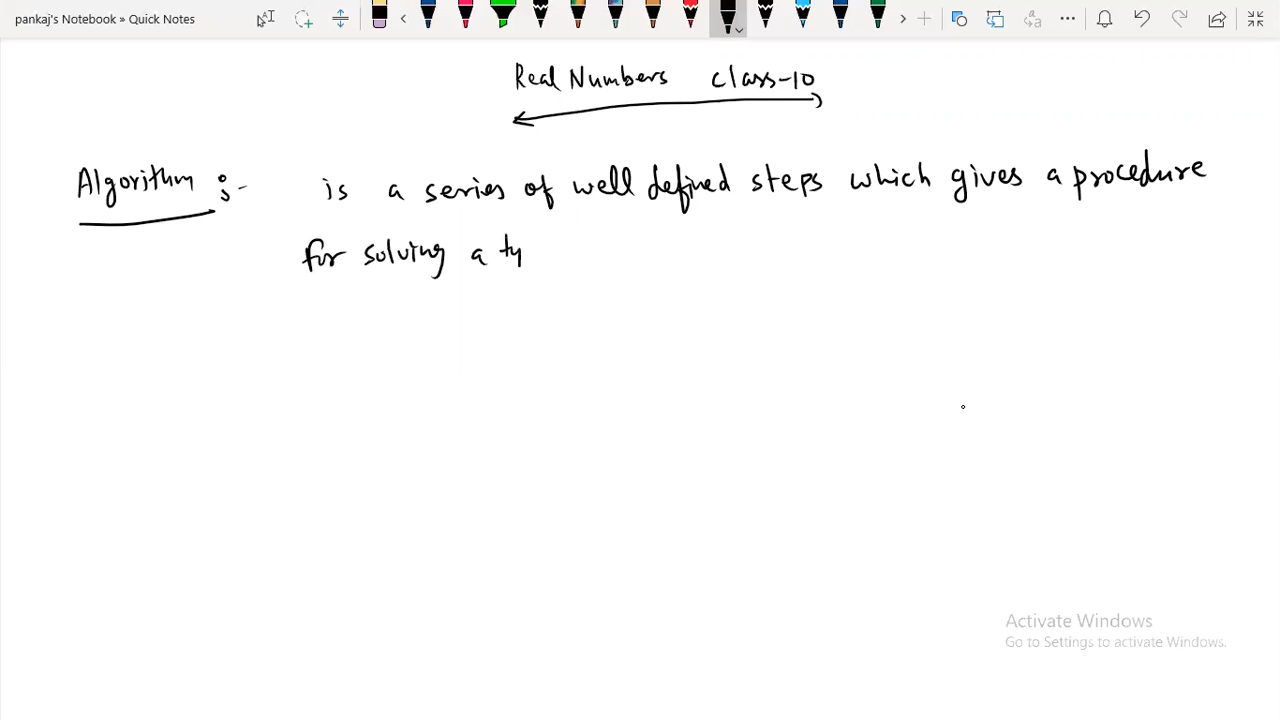 pankaj's Notebook » Quick Notes
Real Numbers class-10
Algorithm :- is a series of well defined steps which gives a procedure
for solving a ty
Activate Windows
Go to Settings to activate Windows.